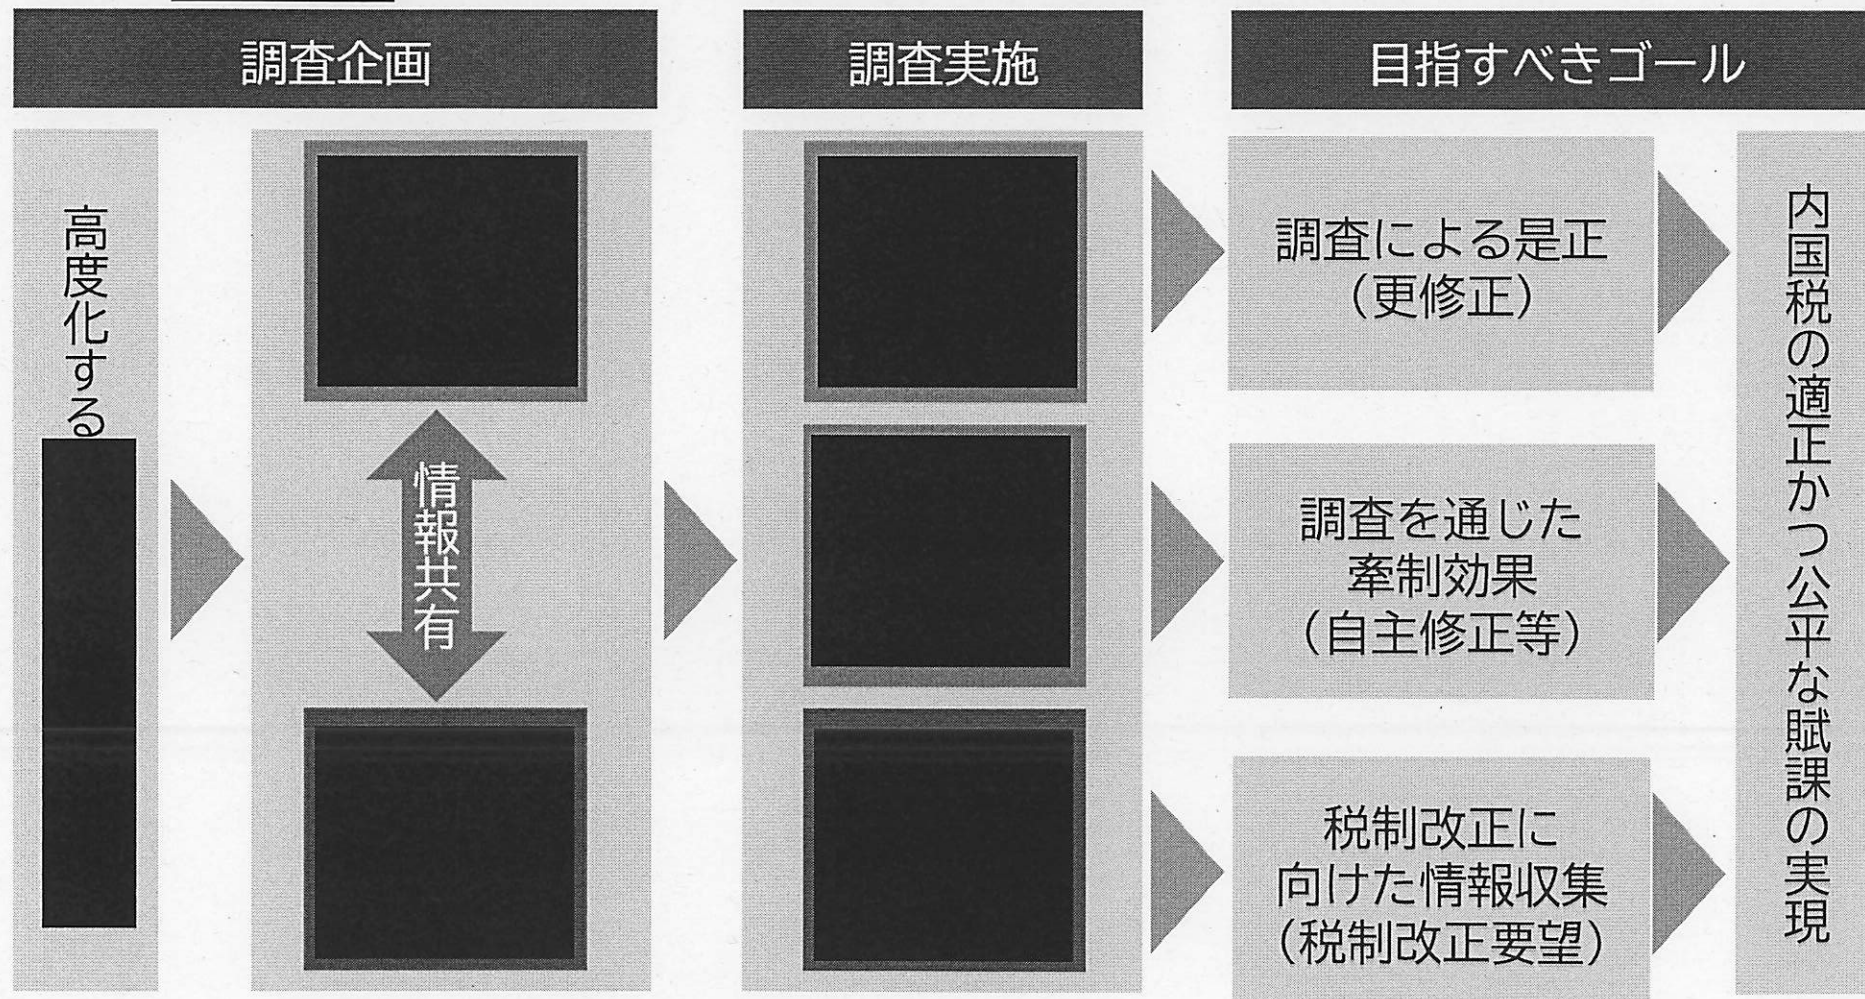 調査企画
調査実施
目指すべきゴール
高度化する
情報共有
調査による是正
（更修正）
調査を通じた
牽制効果
（自主修正等）
税制改正に
向けた情報収集
（税制改正要望）
内国税の適正かつ公平な賦課の実現